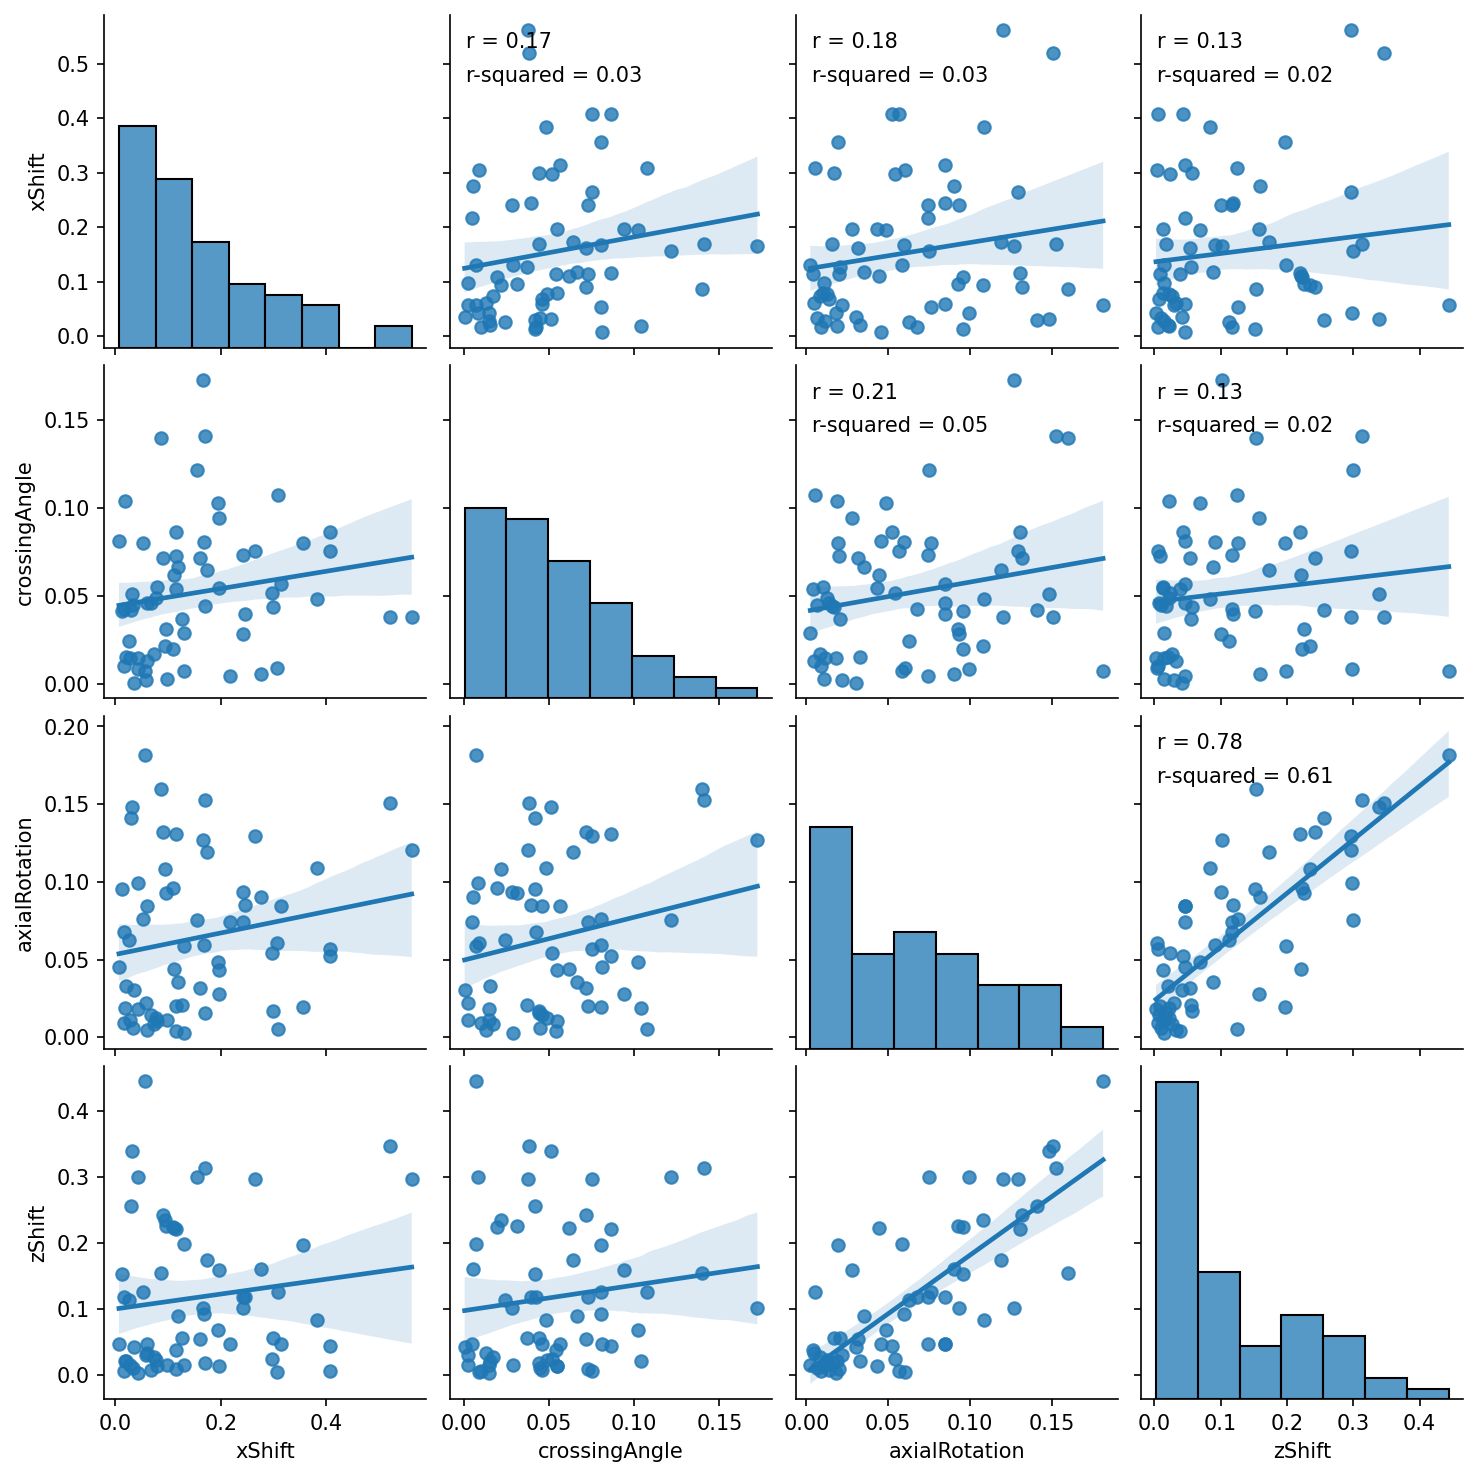 xShift
0.5
0.4
0.3
0.2
0.1
0.0
r = 0.17
r-squared = 0.03
r = 0.18
r-squared = 0.03
r = 0.13
r-squared = 0.02
crossingAngle
0.15
0.10
0.05
0.00
r = 0.21
r-squared = 0.05
r = 0.13
r-squared = 0.02
axialRotation
0.20
0.15
0.10
0.05
0.00
r = 0.78
r-squared = 0.61
zShift
0.4
0.3
0.2
0.1
0.0
0.0 0.2 0.4
xShift
0.00 0.05 0.10 0.15
crossingAngle
0.00 0.05 0.10 0.15
axialRotation
0.0 0.1 0.2 0.3 0.4
zShift